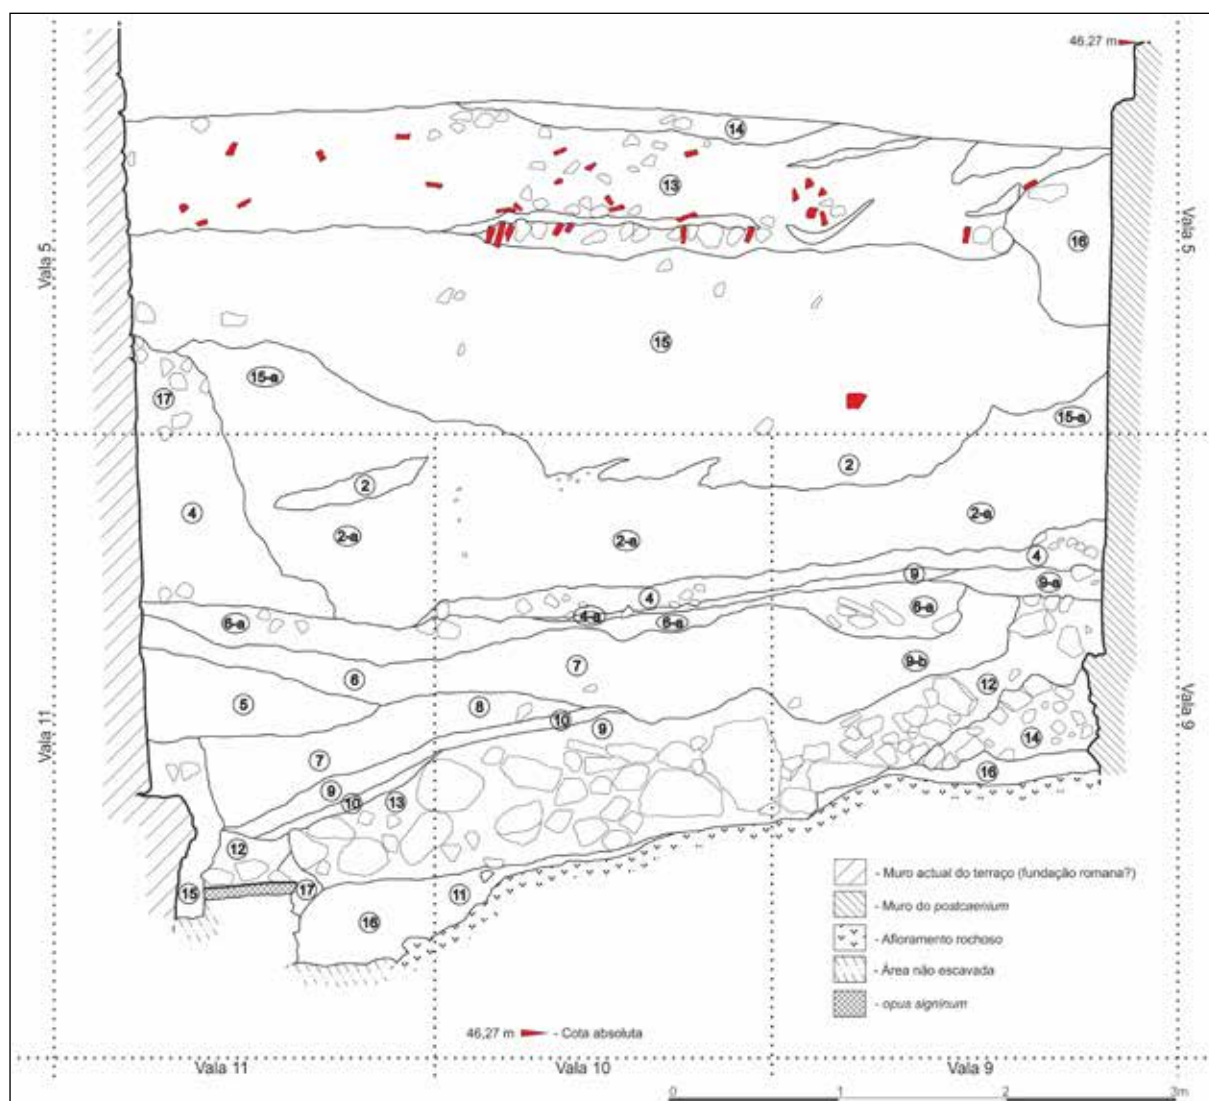 46,27 m
14
13
16
15
15-a
17
15-a
Vala 5
Vala 5
2
2
4
2-a
2-a
2-a
4
9
9-a
4
4-a
6-a
6-a
6-a
6
7
9-b
5
8
10
9
12
14
16
7
9
10
13
12
15
17
11
16
Vala 11
Vala 9
- Muro actual do terraço (fundação romana?)
- Muro do postcaenium
- Afloramento rochoso
- Área não escavada
- opus signinum
46,27 m - Cota absoluta
Vala 11 Vala 10 Vala 9
0 1 2 3m